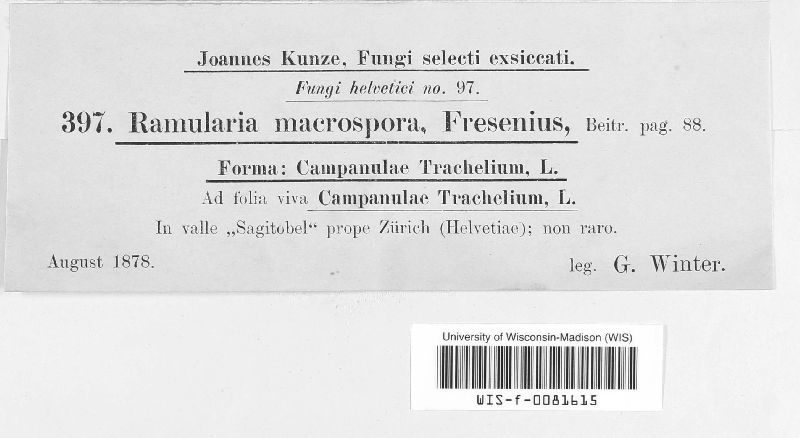 Joannes Kunze, Fungi selecti exsiccati.
Fungi helvetici no. 97.
397. Ramularia macrospora, Fresenius, Beitr. pag. 88.
Forma: Campanulae Trachelium, L.
Ad folia viva Campanulae Trachelium, L.
In valle „Sagitobel“ prope Zürich (Helvetiae); non raro.
August 1878. leg. G. Winter.
University of Wisconsin-Madison (WIS)
WIS-f-0081615